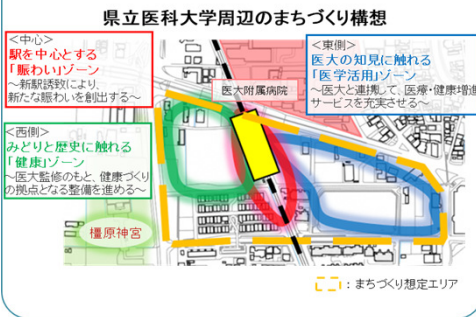 県立医科大学周辺のまちづくり構想
<中心>
駅を中心とする
「賑わい」ゾーン
～新駅誘致により、
新たな賑わいを創出する～
<東側>
医大の知見に触れる
「医学活用」ゾーン
～医大と連携して、医療・健康増進
サービスを充実させる～
医大附属病院
<西側>
みどりと歴史に触れる
「健康」ゾーン
～医大監修のもと、健康づくり
の拠点となる整備を進める～
橿原神宮
：まちづくり想定エリア